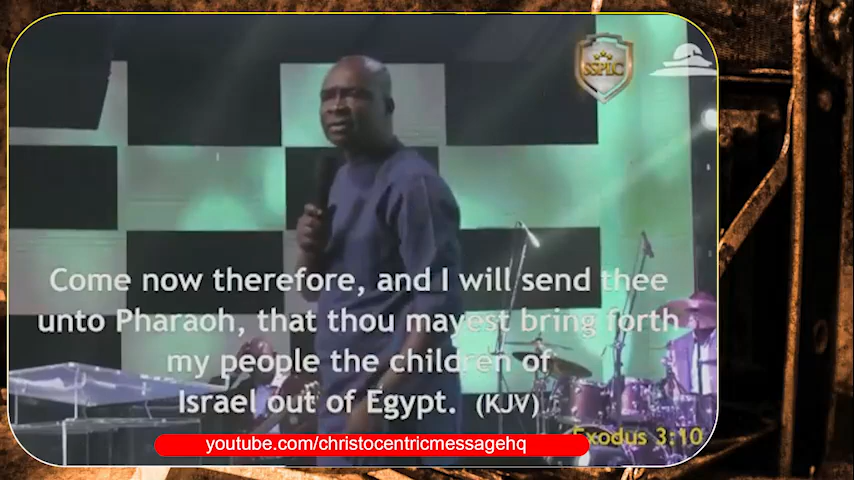 SSPLC
Come now therefore, and I will send thee
unto Pharaoh, that thou mayest bring forth
my people the children of
Israel out of Egypt. (KJV)
Exodus 3:10
youtube.com/christocentricmessagehq